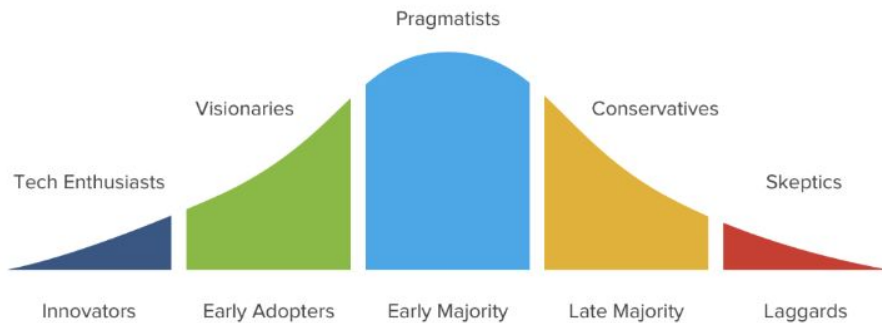 Pragmatists
Visionaries
Conservatives
Tech Enthusiasts
Skeptics
Innovators
Early Adopters
Early Majority
Late Majority
Laggards